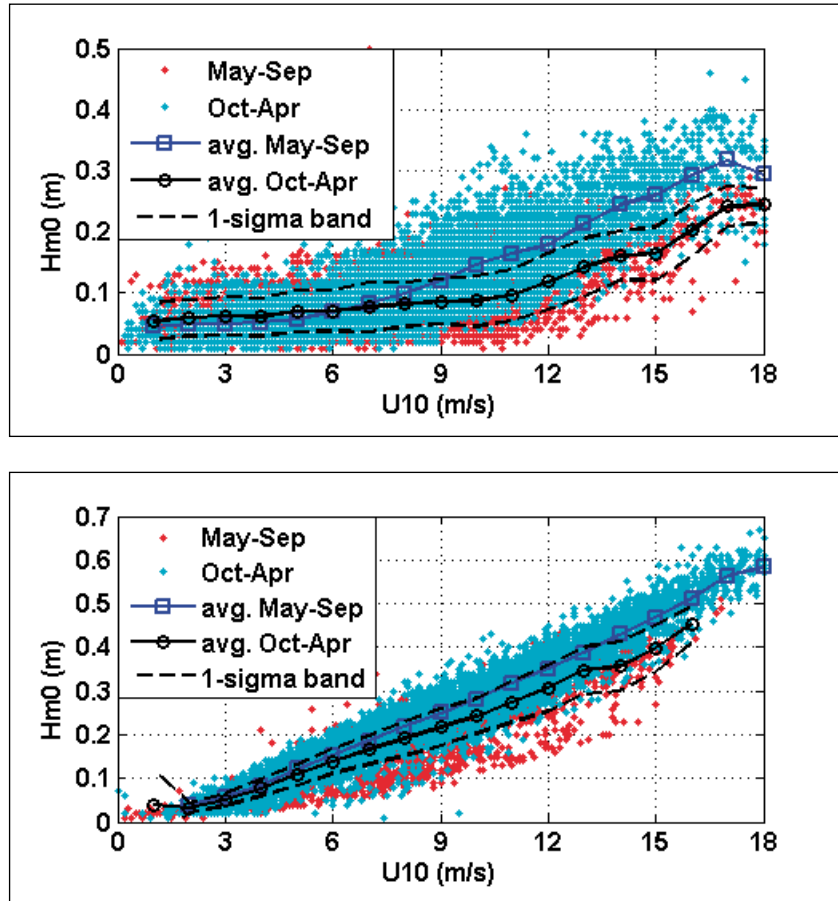 0.5
0.4
0.3
0.2
0.1
0
Hm0 (m)
May-Sep
Oct-Apr
avg. May-Sep
avg. Oct-Apr
1-sigma band
0 3 6 9 12 15 18
U10 (m/s)
0.7
0.6
0.5
0.4
0.3
0.2
0.1
0
Hm0 (m)
May-Sep
Oct-Apr
avg. May-Sep
avg. Oct-Apr
1-sigma band
0 3 6 9 12 15 18
U10 (m/s)